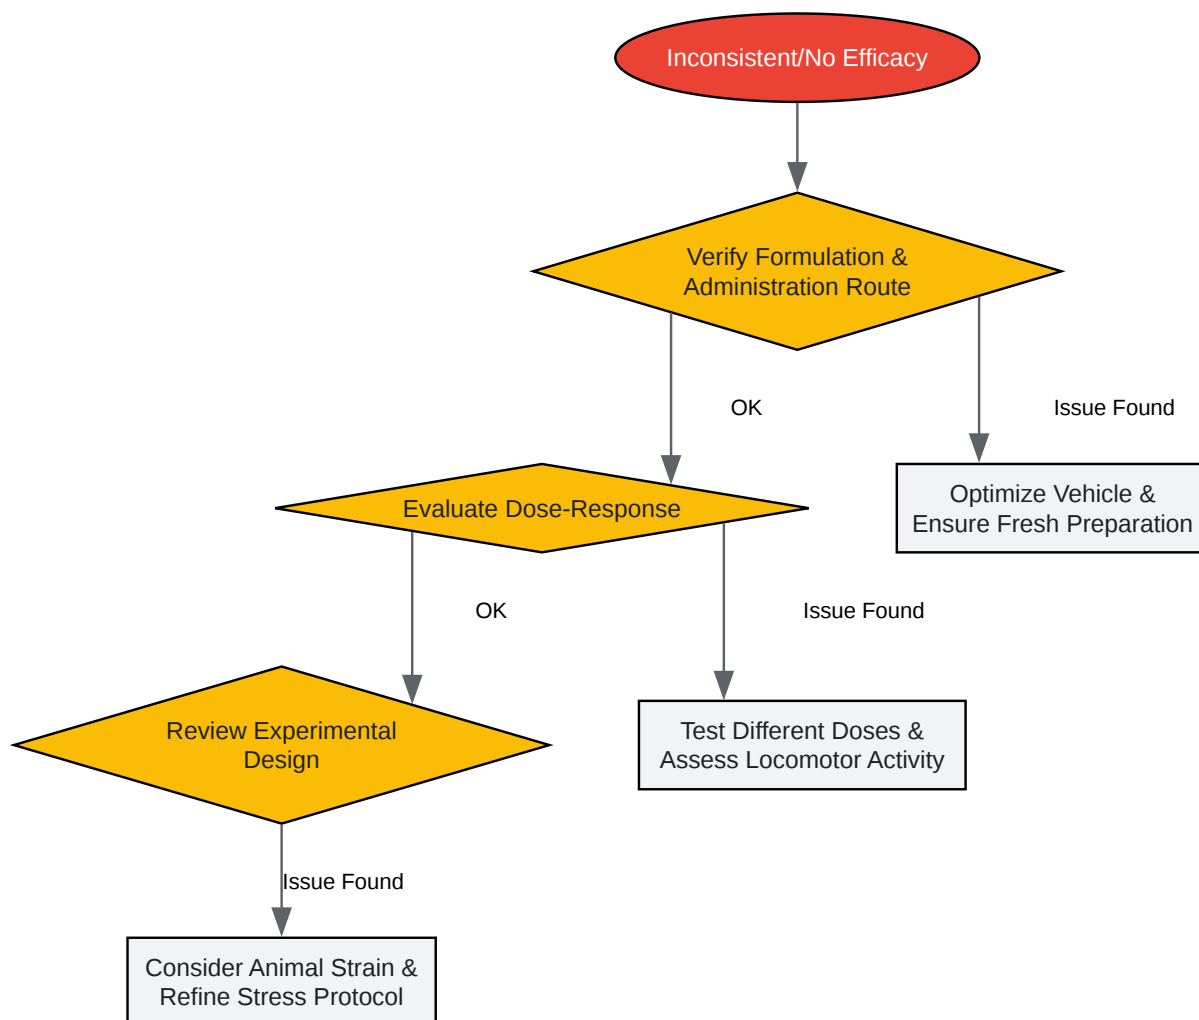 Inconsistent/No Efficacy
Verify Formulation &
Administration Route
OK
Issue Found
Optimize Vehicle &
Ensure Fresh Preparation
Evaluate Dose-Response
OK
Issue Found
Test Different Doses &
Assess Locomotor Activity
Review Experimental
Design
Issue Found
Consider Animal Strain &
Refine Stress Protocol